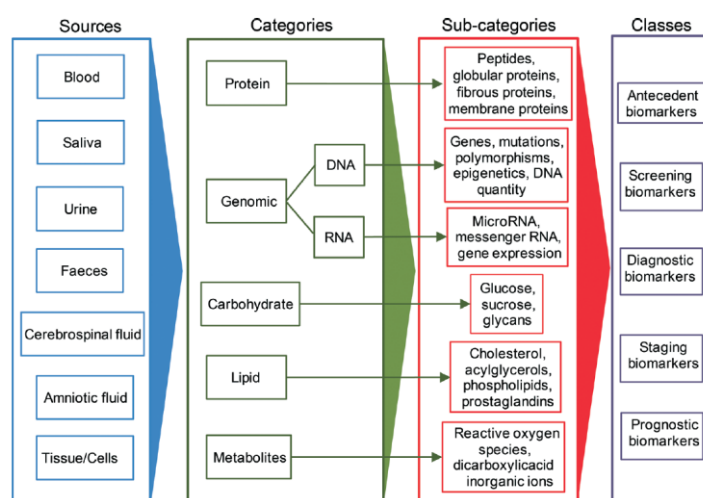 Sources
Blood
Saliva
Urine
Faeces
Cerebrospinal fluid
Amniotic fluid
Tissue/Cells
Categories
Protein
Genomic
DNA
RNA
Carbohydrate
Lipid
Metabolites
Sub-categories
Peptides,
globular proteins,
fibrous proteins,
membrane proteins
Genes, mutations,
polymorphisms,
epigenetics, DNA
quantity
MicroRNA,
messenger RNA,
gene expression
Glucose,
sucrose,
glycans
Cholesterol,
acylglycerols,
phospholipids,
prostaglandins
Reactive oxygen
species,
dicarboxylicacid
inorganic ions
Classes
Antecedent
biomarkers
Screening
biomarkers
Diagnostic
biomarkers
Staging
biomarkers
Prognostic
biomarkers